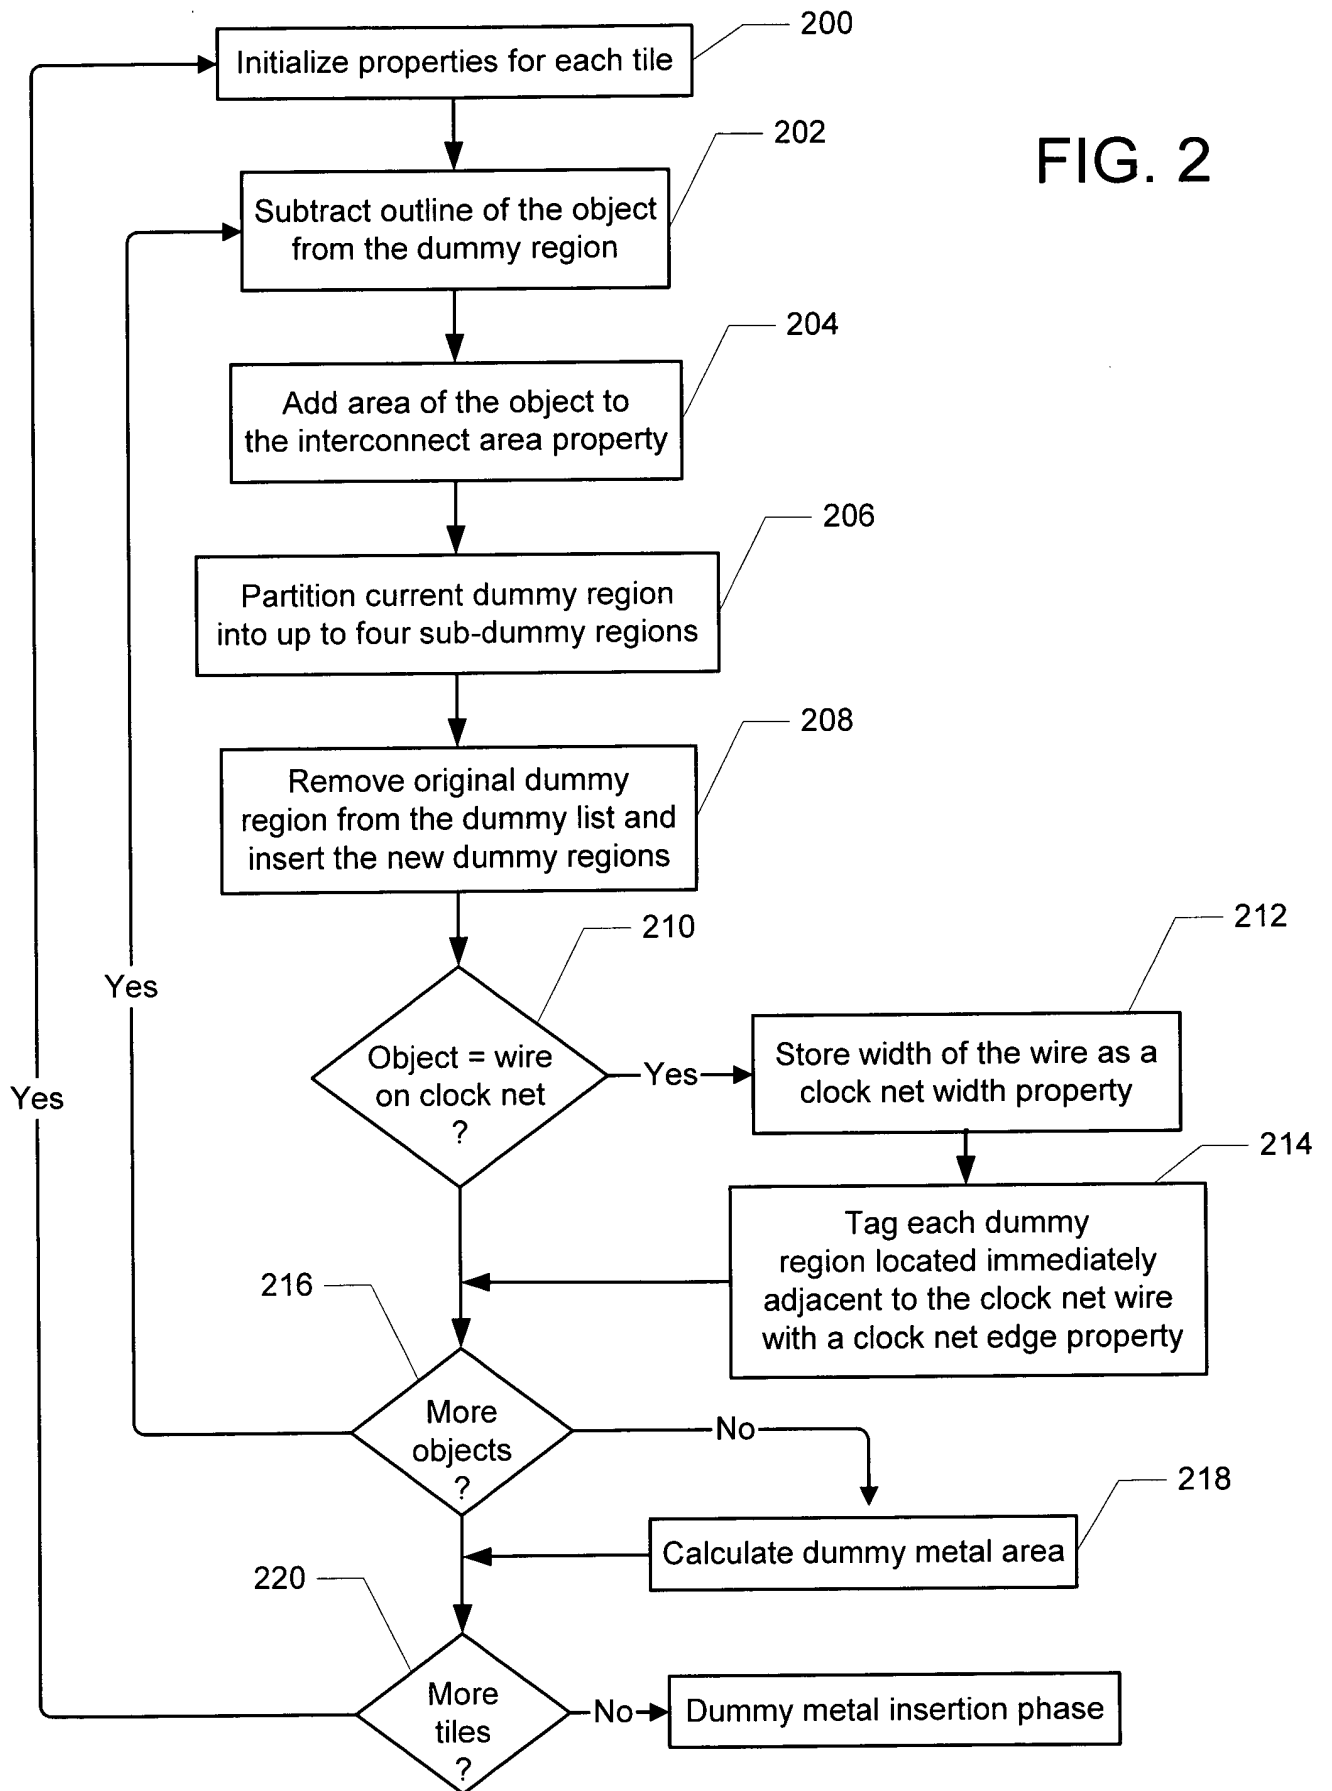 200
Initialize properties for each tile
FIG. 2
202
Subtract outline of the object
from the dummy region
204
Add area of the object to
the interconnect area property
206
Partition current dummy region
into up to four sub-dummy regions
208
Remove original dummy
region from the dummy list and
insert the new dummy regions
210
Object = wire
on clock net
?
Yes
212
Store width of the wire as a
clock net width property
214
Tag each dummy
region located immediately
adjacent to the clock net wire
with a clock net edge property
Yes
Yes
216
More
objects
?
No
218
Calculate dummy metal area
220
More
tiles
?
No
Dummy metal insertion phase